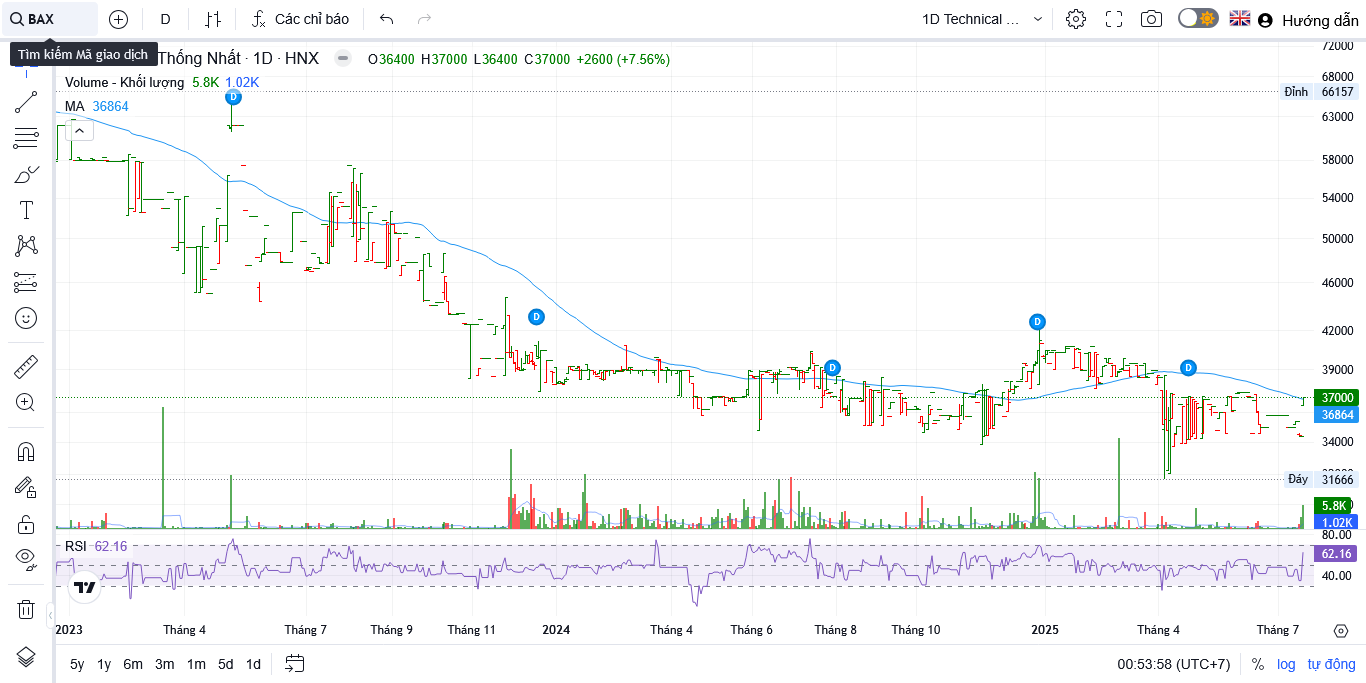 BAX
D
Các chỉ báo
1D Technical ...
Hướng dẫn
Tìm kiếm Mã giao dịch
Thống Nhất · 1D · HNX
O36400 H37000 L36400 C37000 +2600 (+7.56%)
Volume - Khối lượng 5.8K 1.02K
MA 36864
D
D
D
D
D
72000
68000
Đỉnh 66157
63000
58000
54000
50000
46000
42000
39000
37000
36864
34000
Đáy 31666
5.8K
1.02K
80.00
RSI 62.16
62.16
40.00
2023 Tháng 4 Tháng 7 Tháng 9 Tháng 11 2024 Tháng 4 Tháng 6 Tháng 8 Tháng 10 2025 Tháng 4 Tháng 7
5y 1y 6m 3m 1m 5d 1d
00:53:58 (UTC+7) % log tự động